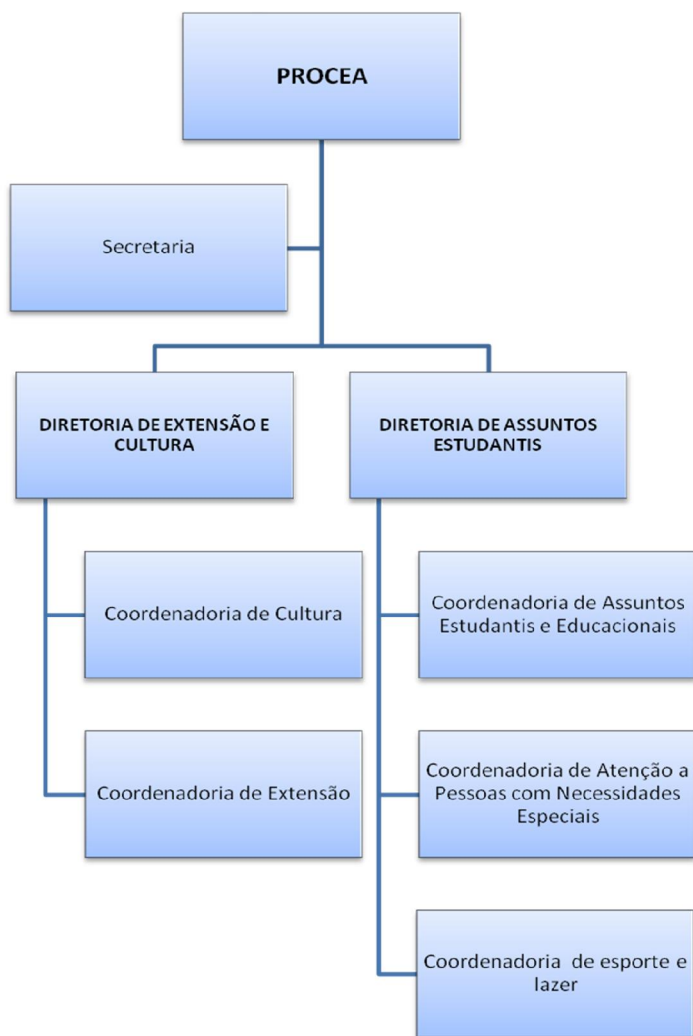 PROCEA
Secretaria
DIRETORIA DE EXTENSÃO E
CULTURA
Coordenadoria de Cultura
Coordenadoria de Extensão
DIRETORIA DE ASSUNTOS
ESTUDANTIS
Coordenadoria de Assuntos
Estudantis e Educacionais
Coordenadoria de Atenção a
Pessoas com Necessidades
Especiais
Coordenadoria de esporte e
lazer